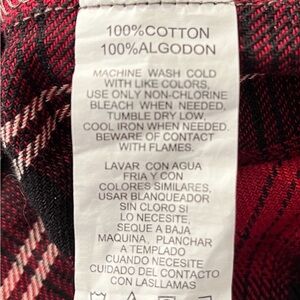 100%COTTON
100%ALGODON
MACHINE WASH COLD
WITH LIKE COLORS,
USE ONLY NON-CHLORINE
BLEACH WHEN NEEDED,
TUMBLE DRY LOW,
COOL IRON WHEN NEEDED.
BEWARE OF CONTACT
WITH FLAMES.
LAVAR CON AGUA
FRIA Y CON
COLORES SIMILARES,
USAR BLANQUEADOR
SIN CLORO SI
LO NECESITE,
SEQUE A BAJA
MAQUINA, PLANCHAR
A TEMPLADO
CUANDO NECESITE
CUIDADO DEL CONTACTO
CON LASLLAMAS